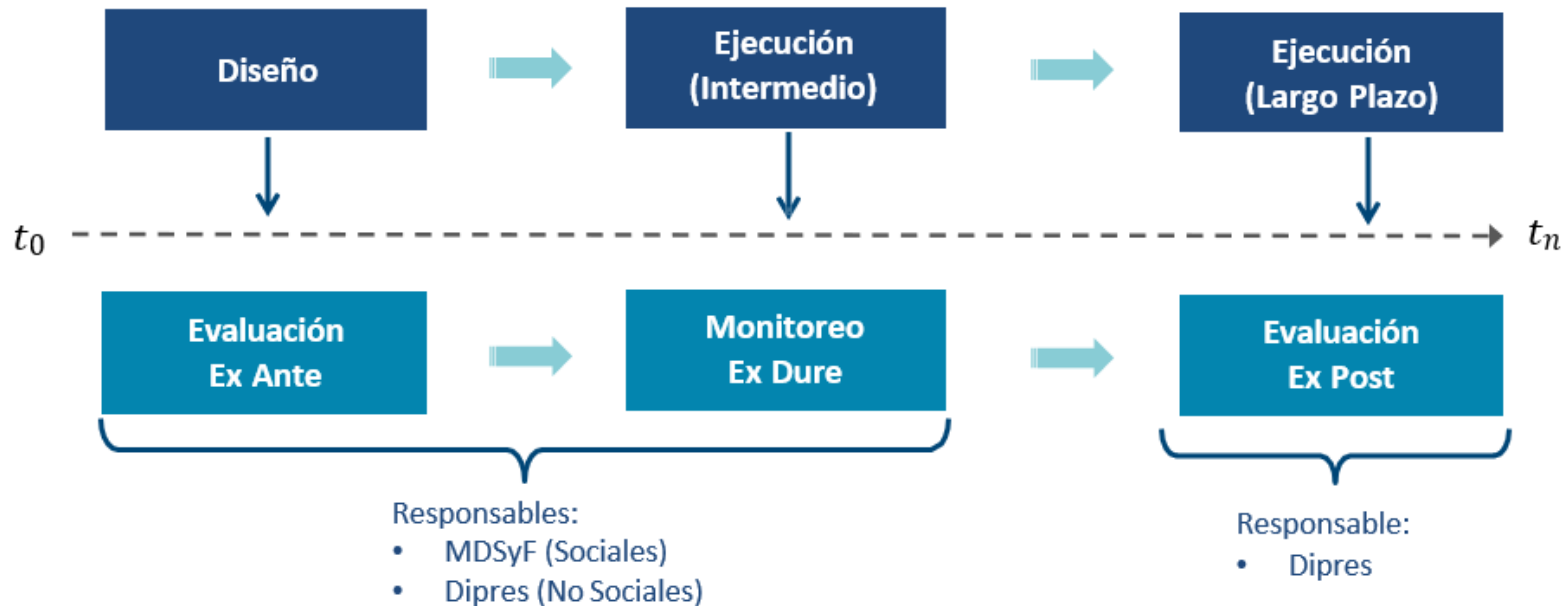 Diseño
Ejecución
(Intermedio)
Ejecución
(Largo Plazo)
t₀
tₙ
Evaluación
Ex Ante
Monitoreo
Ex Dure
Evaluación
Ex Post
Responsables:
• MDSyF (Sociales)
• Dipres (No Sociales)
Responsable:
• Dipres